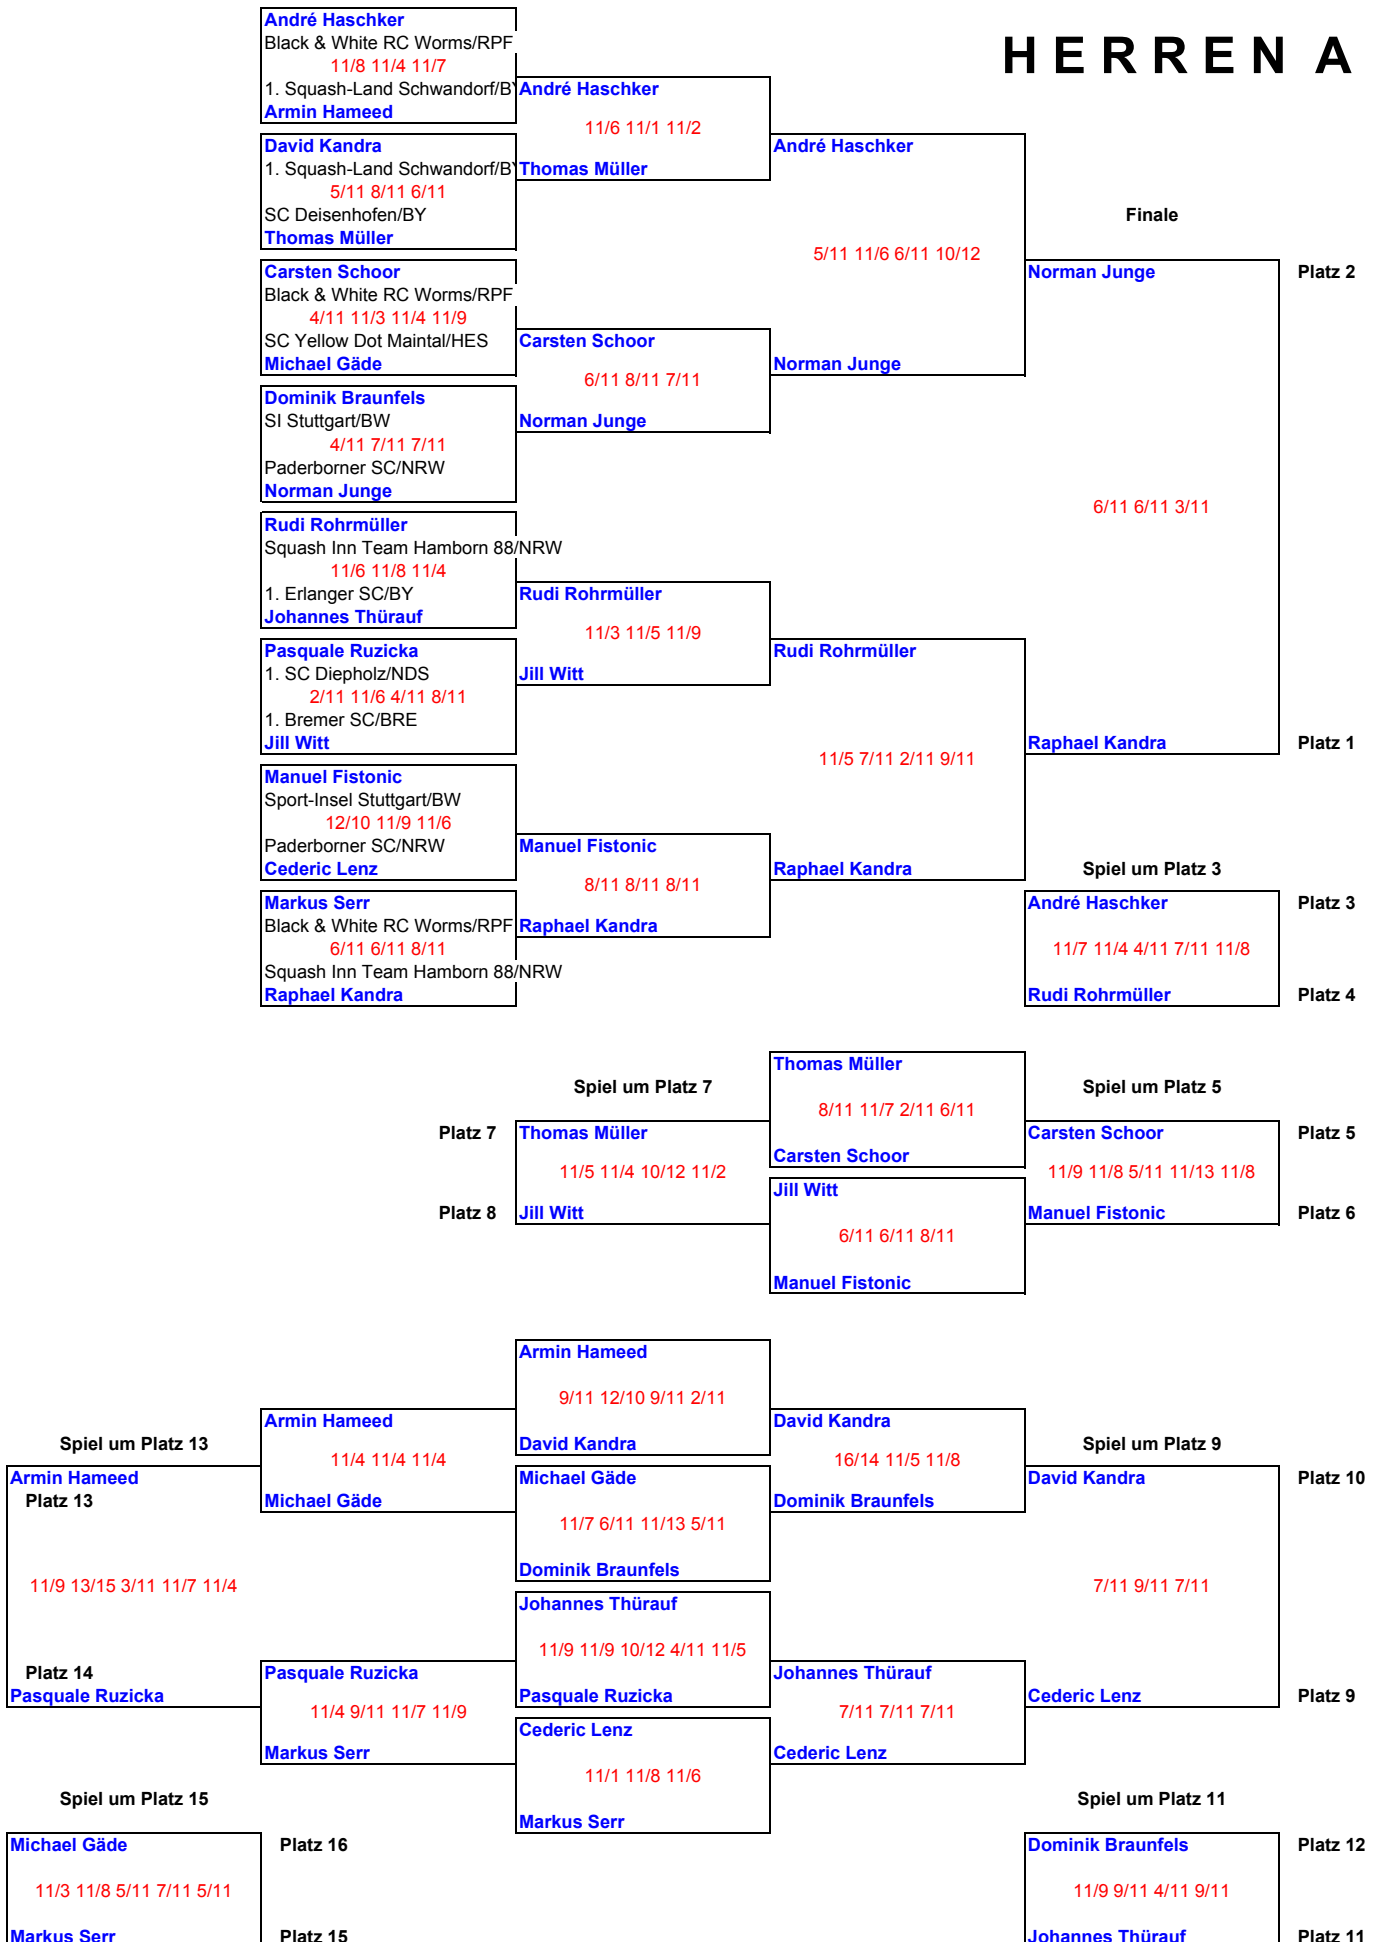 HERREN A
André Haschker
Black & White RC Worms/RPF
11/8 11/4 11/7
1. Squash-Land Schwandorf/BY
Armin Hameed
David Kandra
1. Squash-Land Schwandorf/BY
5/11 8/11 6/11
SC Deisenhofen/BY
Thomas Müller
Carsten Schoor
Black & White RC Worms/RPF
4/11 11/3 11/4 11/9
SC Yellow Dot Maintal/HES
Michael Gäde
Dominik Braunfels
SI Stuttgart/BW
4/11 7/11 7/11
Paderborner SC/NRW
Norman Junge
Rudi Rohrmüller
Squash Inn Team Hamborn 88/NRW
11/6 11/8 11/4
1. Erlanger SC/BY
Johannes Thürauf
Pasquale Ruzicka
1. SC Diepholz/NDS
2/11 11/6 4/11 8/11
1. Bremer SC/BRE
Jill Witt
Manuel Fistonic
Sport-Insel Stuttgart/BW
12/10 11/9 11/6
Paderborner SC/NRW
Cederic Lenz
Markus Serr
Black & White RC Worms/RPF
6/11 6/11 8/11
Squash Inn Team Hamborn 88/NRW
Raphael Kandra
André Haschker
11/6 11/1 11/2
Thomas Müller
Carsten Schoor
6/11 8/11 7/11
Norman Junge
Rudi Rohrmüller
11/3 11/5 11/9
Jill Witt
Manuel Fistonic
8/11 8/11 8/11
Raphael Kandra
André Haschker
5/11 11/6 6/11 10/12
Norman Junge
Rudi Rohrmüller
11/5 7/11 2/11 9/11
Raphael Kandra
Finale
Norman Junge Platz 2
6/11 6/11 3/11
Raphael Kandra Platz 1
Spiel um Platz 3
André Haschker Platz 3
11/7 11/4 4/11 7/11 11/8
Rudi Rohrmüller Platz 4
Thomas Müller
8/11 11/7 2/11 6/11
Carsten Schoor
Jill Witt
6/11 6/11 8/11
Manuel Fistonic
Spiel um Platz 7
Platz 7 Thomas Müller
11/5 11/4 10/12 11/2
Platz 8 Jill Witt
Spiel um Platz 5
Carsten Schoor Platz 5
11/9 11/8 5/11 11/13 11/8
Manuel Fistonic Platz 6
Armin Hameed
9/11 12/10 9/11 2/11
David Kandra
Michael Gäde
11/7 6/11 11/13 5/11
Dominik Braunfels
Johannes Thürauf
11/9 11/9 10/12 4/11 11/5
Pasquale Ruzicka
Cederic Lenz
11/1 11/8 11/6
Markus Serr
Armin Hameed
11/4 11/4 11/4
Michael Gäde
Pasquale Ruzicka
11/4 9/11 11/7 11/9
Markus Serr
Spiel um Platz 13
Armin Hameed
Platz 13
11/9 13/15 3/11 11/7 11/4
Platz 14
Pasquale Ruzicka
David Kandra
16/14 11/5 11/8
Dominik Braunfels
Johannes Thürauf
7/11 7/11 7/11
Cederic Lenz
Spiel um Platz 9
David Kandra Platz 10
7/11 9/11 7/11
Cederic Lenz Platz 9
Spiel um Platz 15
Michael Gäde Platz 16
11/3 11/8 5/11 7/11 5/11
Markus Serr Platz 15
Spiel um Platz 11
Dominik Braunfels Platz 12
11/9 9/11 4/11 9/11
Johannes Thürauf Platz 11